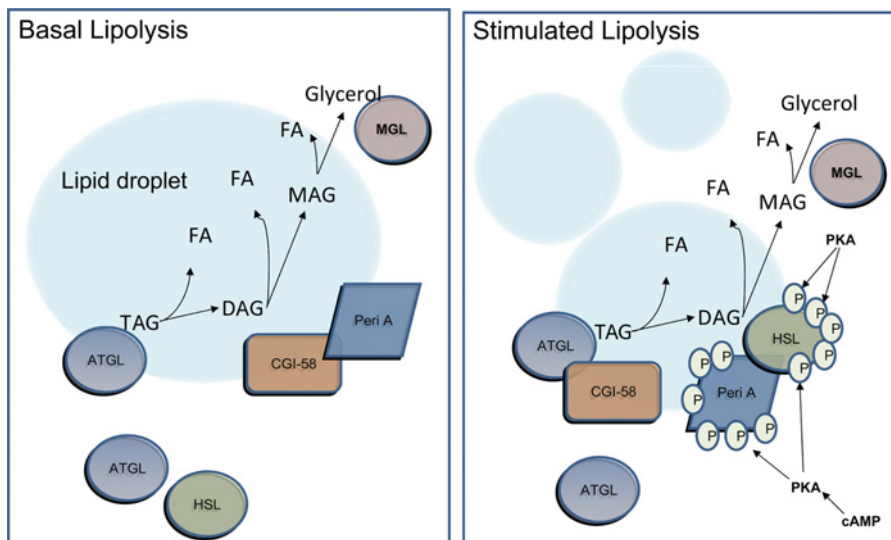 Basal Lipolysis
Glycerol
FA
MGL
Lipid droplet
FA
MAG
FA
TAG
DAG
Peri A
ATGL
CGI-58
ATGL
HSL
Stimulated Lipolysis
Glycerol
FA
MGL
FA
MAG
FA
PKA
P
P
TAG
DAG
P
HSL
ATGL
P
P
P
P
CGI-58
Peri A
P
P
P
P
ATGL
PKA
cAMP